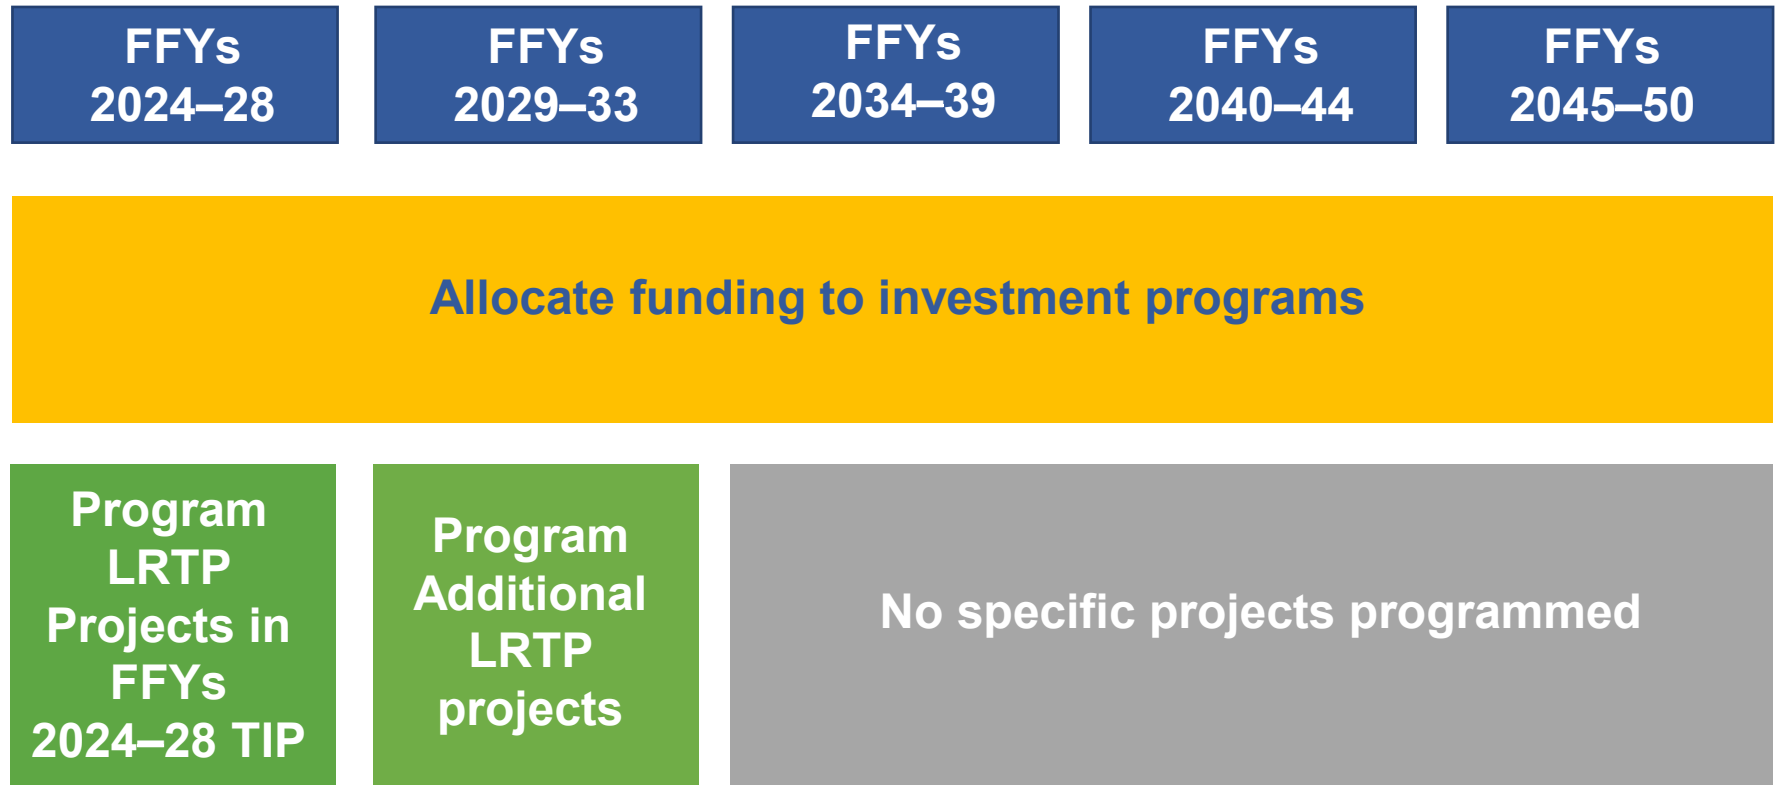 FFYs
2024–28
FFYs
2029–33
FFYs
2034–39
FFYs
2040–44
FFYs
2045–50
Allocate funding to investment programs
Program
LRTP
Projects in
FFYs
2024–28 TIP
Program
Additional
LRTP
projects
No specific projects programmed